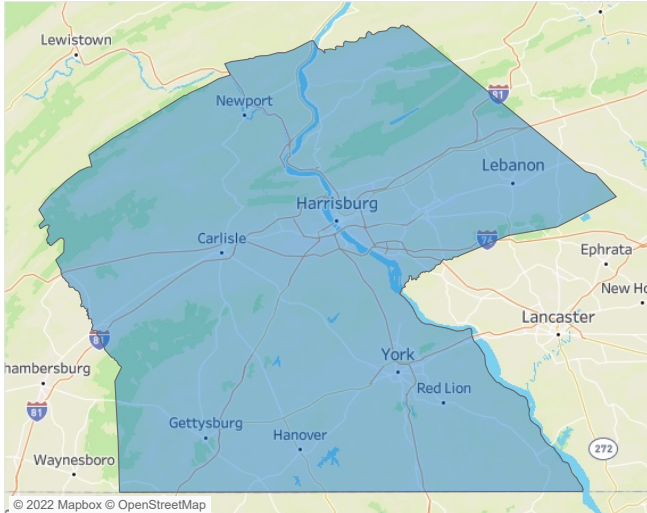 Lewistown
81
Newport
Lebanon
Harrisburg
Carlisle
76
Ephrata
New Ho
Lancaster
81
hambersburg
York
81
Red Lion
Gettysburg
Hanover
272
Waynesboro
© 2022 Mapbox © OpenStreetMap